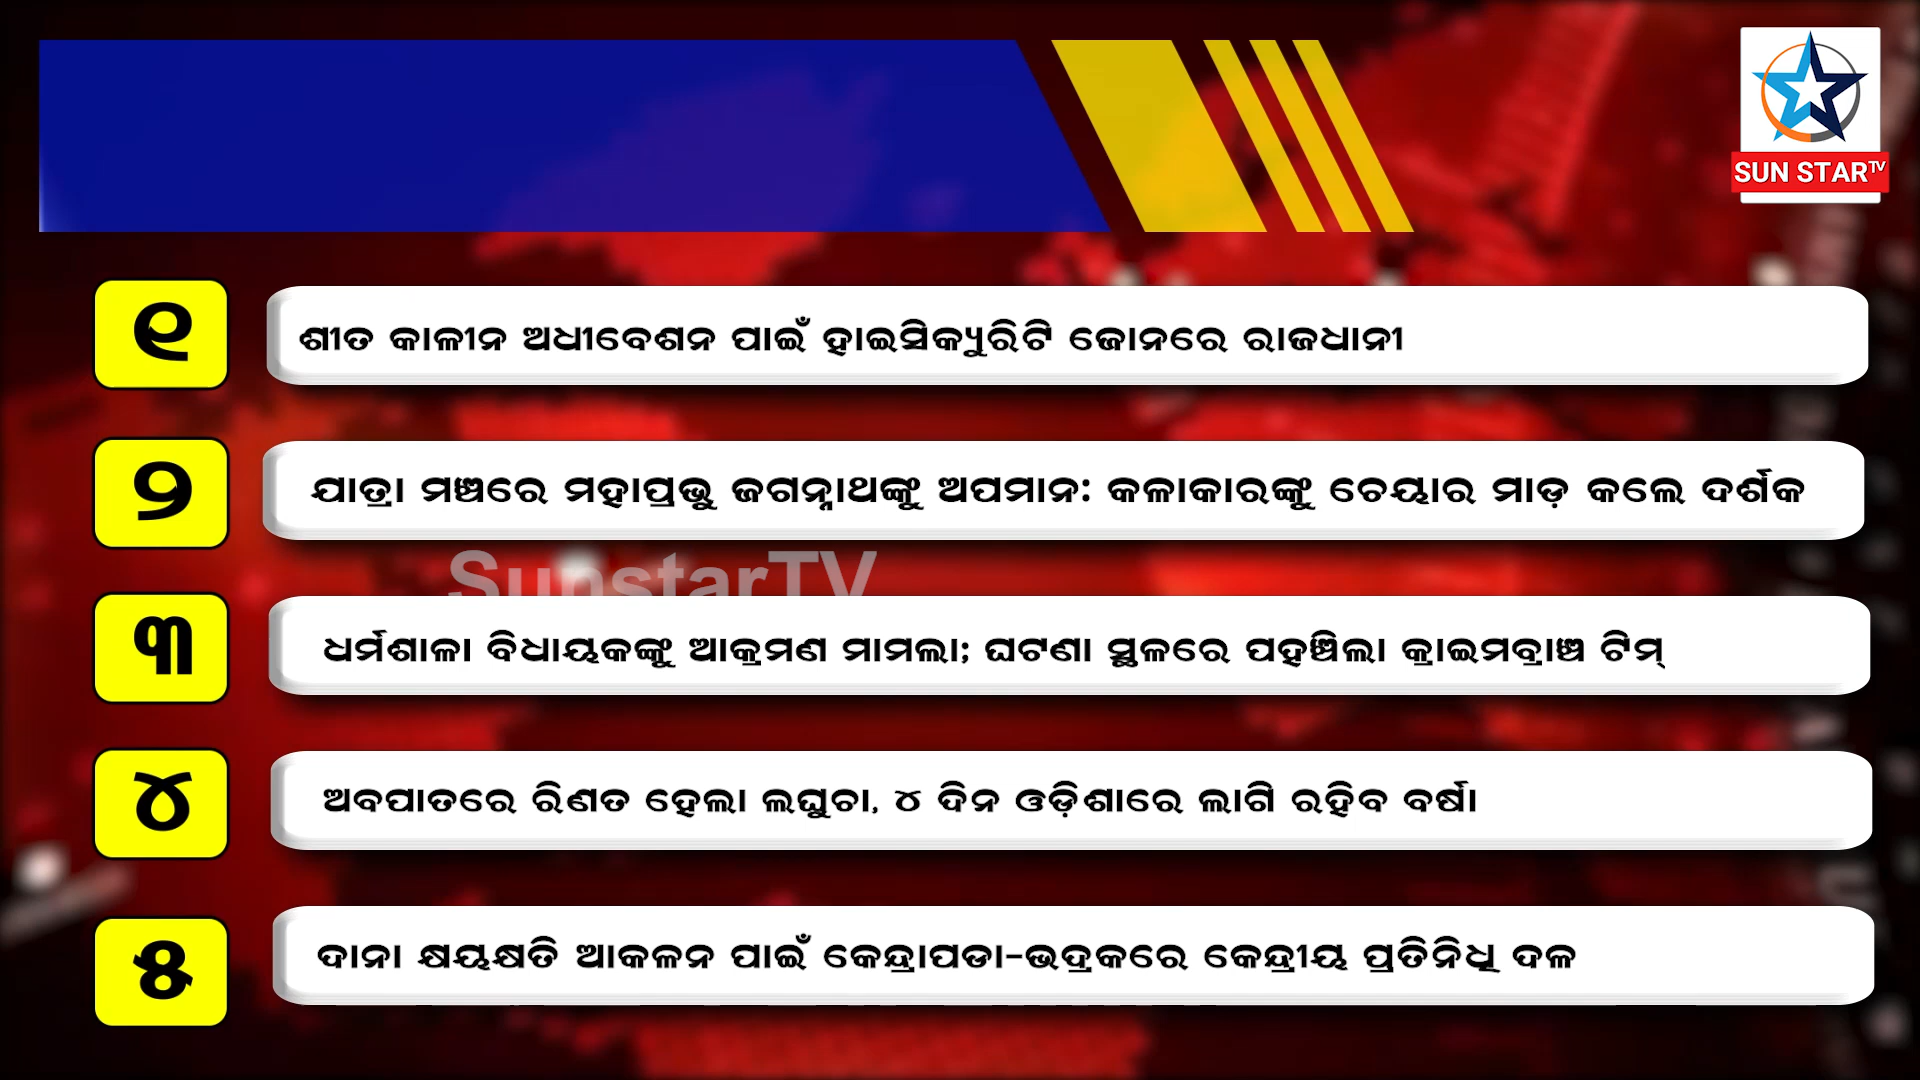 SUN STAR TV
୧
ଶୀତ କାଳୀନ ଅଧୀବେଶନ ପାଇଁ ହାଇସିକ୍ୟୁରିଟି ଜୋନରେ ରାଜଧାନୀ
୨
ଯାତ୍ରା ମଞ୍ଚରେ ମହାପ୍ରଭୁ ଜଗନ୍ନାଥଙ୍କୁ ଅପମାନ: କଳାକାରଙ୍କୁ ଚେୟାର ମାଡ଼ କଲେ ଦର୍ଶକ
SunstarTV
୩
ଧର୍ମଶାଳା ବିଧାୟକଙ୍କୁ ଆକ୍ରମଣ ମାମଲା; ଘଟଣା ସ୍ଥଳରେ ପହଞ୍ଚିଲା କ୍ରାଇମବ୍ରାଞ୍ଚ ଟିମ୍
୪
ଅବପାତରେ ରିଣତ ହେଲା ଲଘୁଚା, ୪ ଦିନ ଓଡ଼ିଶାରେ ଲାଗି ରହିବ ବର୍ଷା
୫
ଦାନା କ୍ଷୟକ୍ଷତି ଆକଳନ ପାଇଁ କେନ୍ଦ୍ରାପଡା-ଭଦ୍ରକରେ କେନ୍ଦ୍ରୀୟ ପ୍ରତିନିଧି ଦଳ